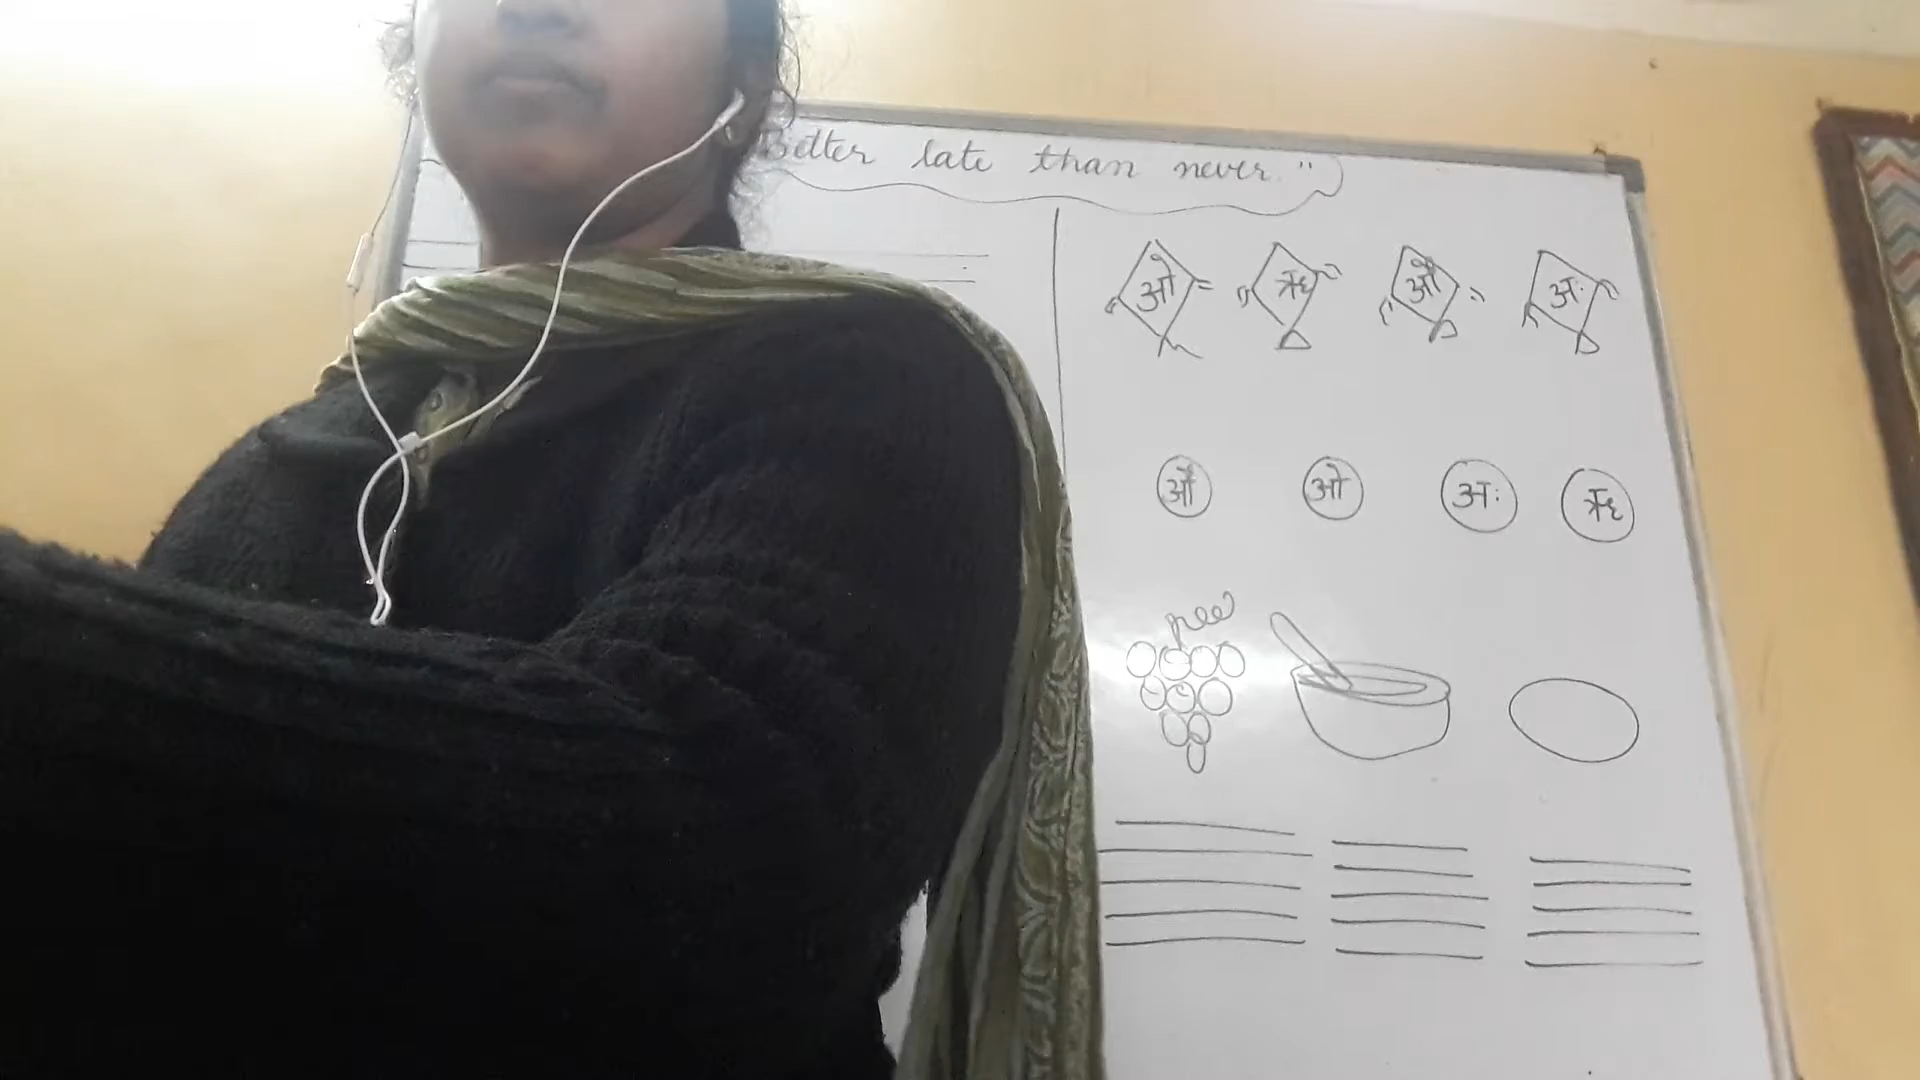 Better late than never."
ओ ऋ औ अः
औ ओ अः ऋ